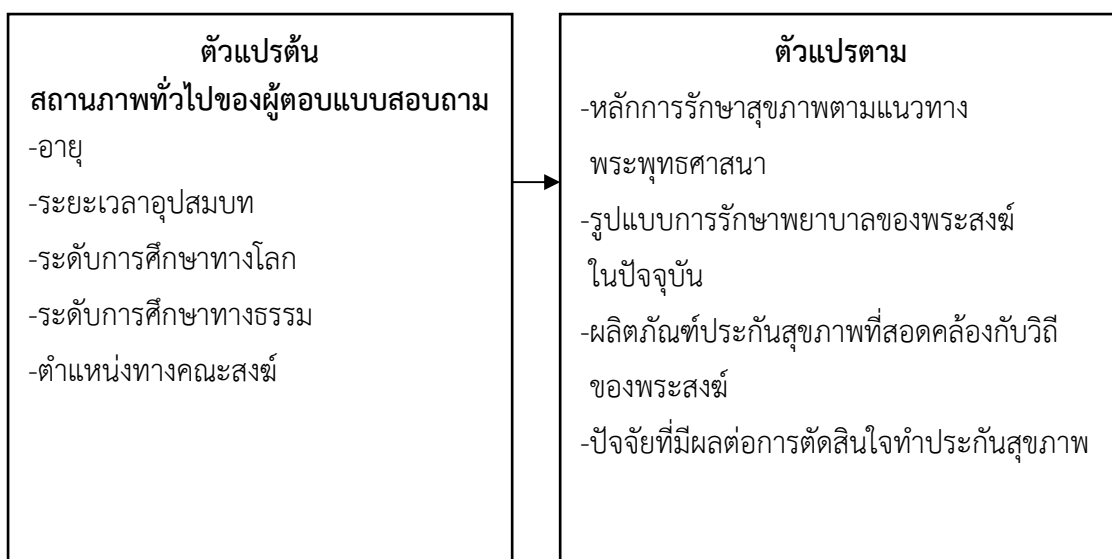 ตัวแปรต้น
สถานภาพทั่วไปของผู้ตอบแบบสอบถาม
-อายุ
-ระยะเวลาอุปสมบท
-ระดับการศึกษาทางโลก
-ระดับการศึกษาทางธรรม
-ตำแหน่งทางคณะสงฆ์
ตัวแปรตาม
-หลักการรักษาสุขภาพตามแนวทาง
พระพุทธศาสนา
-รูปแบบการรักษาพยาบาลของพระสงฆ์
ในปัจจุบัน
-ผลิตภัณฑ์ประกันสุขภาพที่สอดคล้องกับวิถี
ของพระสงฆ์
-ปัจจัยที่มีผลต่อการตัดสินใจทำประกันสุขภาพ